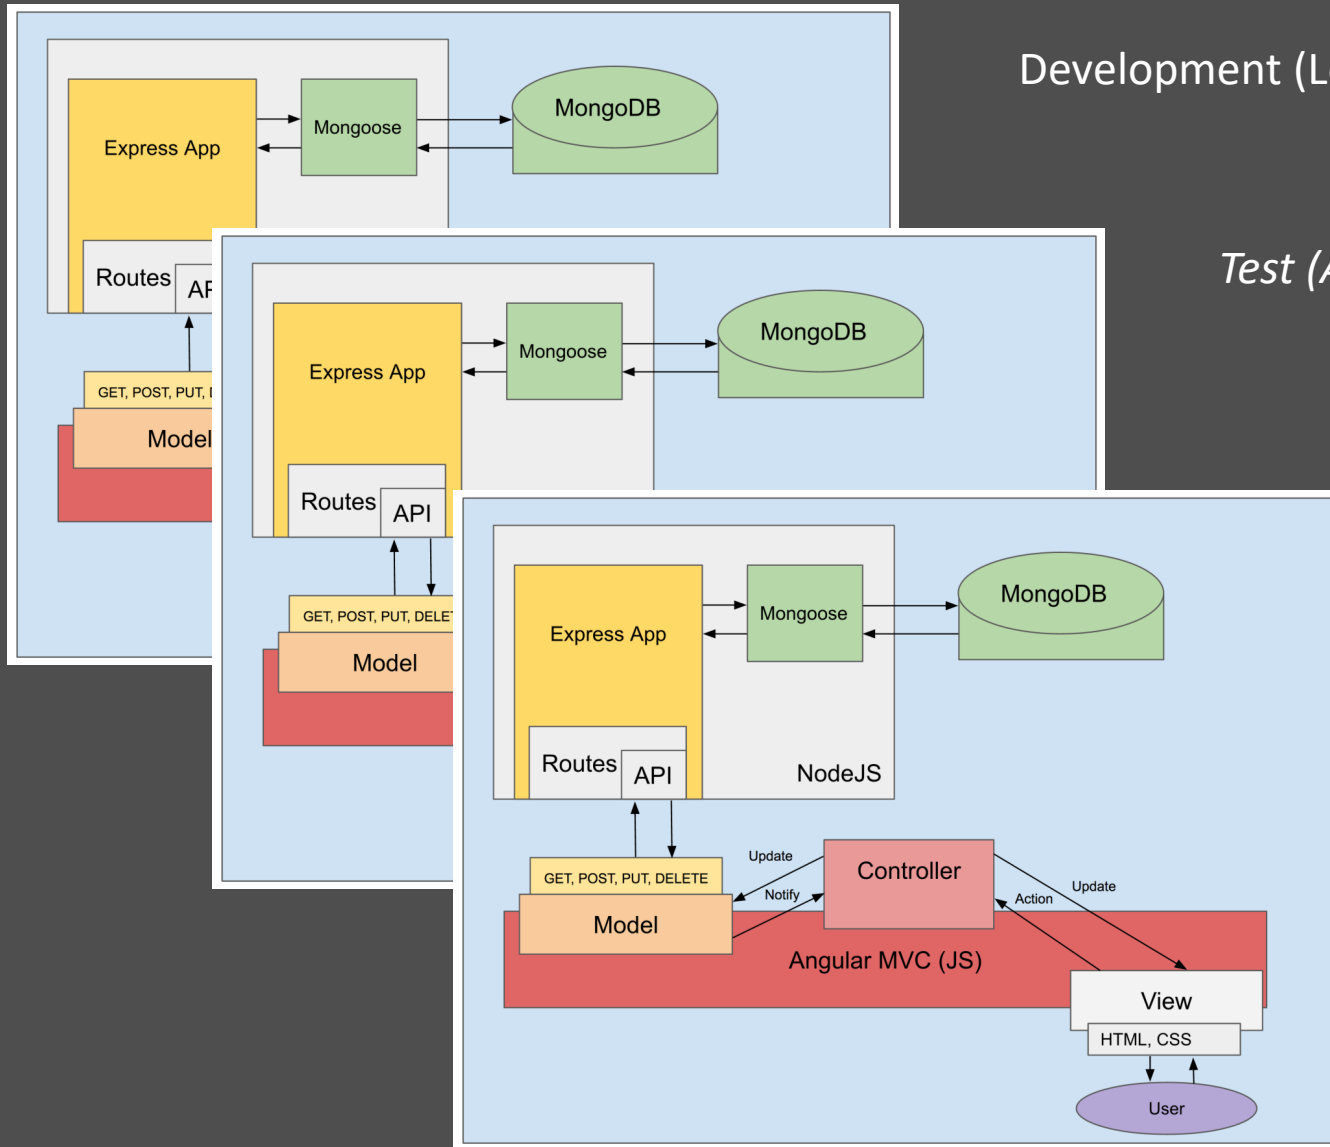 Development (L
MongoDB
Mongoose
Express App
Routes
GET, POST, PUT,
Model
Test (
MongoDB
Mongoose
Express App
Routes
API
GET, POST, PUT,
Model
MongoDB
Mongoose
Express App
Routes
API
NodeJS
Update
Controller
GET, POST, PUT, DELETE
Notify
Action
Update
Model
Angular MVC (JS)
View
HTML, CSS
User